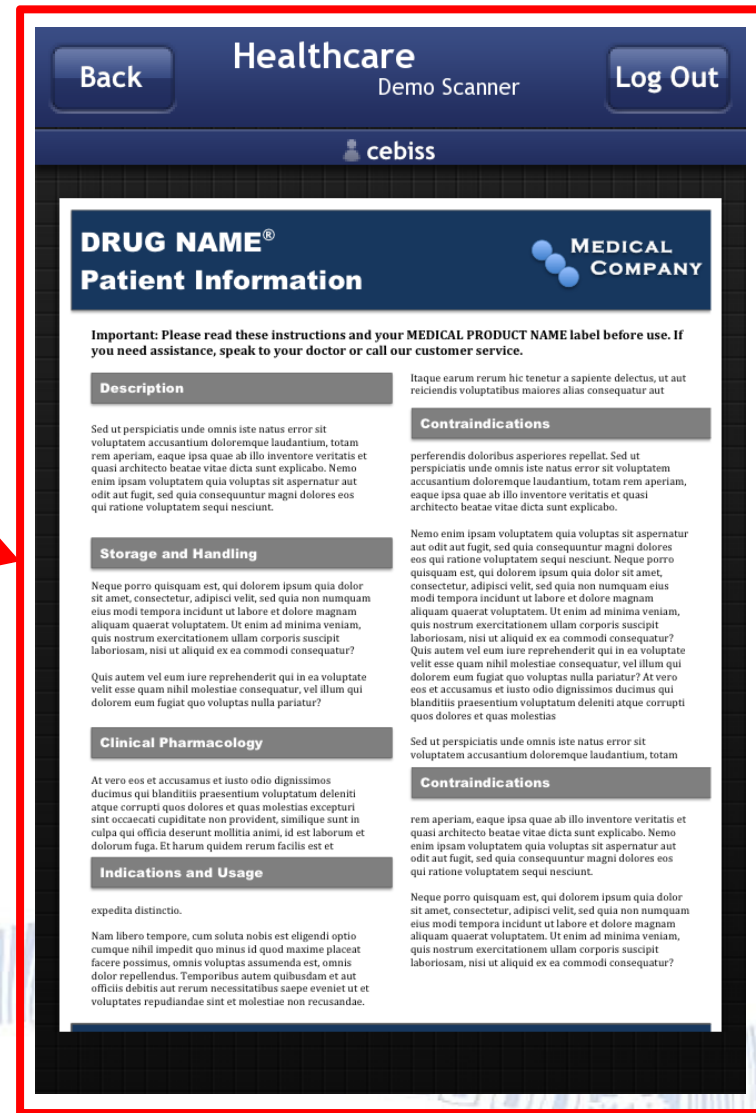 Back
Healthcare
Demo Scanner
Log Out
cebiss
DRUG NAME®
Patient Information
MEDICAL
COMPANY
Important: Please read these instructions and your MEDICAL PRODUCT NAME label before use. If
you need assistance, speak to your doctor or call our customer service.
Description
Sed ut perspiciatis unde omnis iste natus error sit
voluptatem accusantium doloremque laudantium, totam
rem aperiam, eaque ipsa quae ab illo inventore veritatis et
quasi architecto beatae vitae dicta sunt explicabo. Nemo
enim ipsam voluptatem quia voluptas sit aspernatur aut
odit aut fugit, sed quia consequuntur magni dolores eos
qui ratione voluptatem sequi nesciunt.
Storage and Handling
Neque porro quisquam est, qui dolorem ipsum quia dolor
sit amet, consectetur, adipisci velit, sed quia non numquam
eius modi tempora incidunt ut labore et dolore magnam
aliquam quaerat voluptatem. Ut enim ad minima veniam,
quis nostrum exercitationem ullam corporis suscipit
laboriosam, nisi ut aliquid ex ea commodi consequatur?
Quis autem vel eum iure reprehenderit qui in ea voluptate
velit esse quam nihil molestiae consequatur, vel illum qui
dolorem eum fugiat quo voluptas nulla pariatur?
Clinical Pharmacology
At vero eos et accusamus et iusto odio dignissimos
ducimus qui blanditiis praesentium voluptatum deleniti
atque corrupti quos dolores et quas molestias excepturi
sint occaecati cupiditate non provident, similique sunt in
culpa qui officia deserunt mollitia animi, id est laborum et
dolorum fuga. Et harum quidem rerum facilis est et
Indications and Usage
expedita distinctio.
Nam libero tempore, cum soluta nobis est eligendi optio
cumque nihil impedit quo minus id quod maxime placeat
facere possimus, omnis voluptas assumenda est, omnis
dolor repellendus. Temporibus autem quibusdam et aut
officiis debitis aut rerum necessitatibus saepe eveniet ut et
voluptates repudiandae sint et molestiae non recusandae.
Itaque earum rerum hic tenetur a sapiente delectus, ut aut
reiciendis voluptatibus maiores alias consequatur aut
Contraindications
perferendis doloribus asperiores repellat. Sed ut
perspiciatis unde omnis iste natus error sit voluptatem
accusantium doloremque laudantium, totam rem aperiam,
eaque ipsa quae ab illo inventore veritatis et quasi
architecto beatae vitae dicta sunt explicabo.
Nemo enim ipsam voluptatem quia voluptas sit aspernatur
aut odit aut fugit, sed quia consequuntur magni dolores
eos qui ratione voluptatem sequi nesciunt. Neque porro
quisquam est, qui dolorem ipsum quia dolor sit amet,
consectetur, adipisci velit, sed quia non numquam eius
modi tempora incidunt ut labore et dolore magnam
aliquam quaerat voluptatem. Ut enim ad minima veniam,
quis nostrum exercitationem ullam corporis suscipit
laboriosam, nisi ut aliquid ex ea commodi consequatur?
Quis autem vel eum iure reprehenderit qui in ea voluptate
velit esse quam nihil molestiae consequatur, vel illum qui
dolorem eum fugiat quo voluptas nulla pariatur? At vero
eos et accusamus et iusto odio dignissimos ducimus qui
blanditiis praesentium voluptatum deleniti atque corrupti
quos dolores et quas molestias
Sed ut perspiciatis unde omnis iste natus error sit
voluptatem accusantium doloremque laudantium, totam
Contraindications
rem aperiam, eaque ipsa quae ab illo inventore veritatis et
quasi architecto beatae vitae dicta sunt explicabo. Nemo
enim ipsam voluptatem quia voluptas sit aspernatur aut
odit aut fugit, sed quia consequuntur magni dolores eos
qui ratione voluptatem sequi nesciunt.
Neque porro quisquam est, qui dolorem ipsum quia dolor
sit amet, consectetur, adipisci velit, sed quia non numquam
eius modi tempora incidunt ut labore et dolore magnam
aliquam quaerat voluptatem. Ut enim ad minima veniam,
quis nostrum exercitationem ullam corporis suscipit
laboriosam, nisi ut aliquid ex ea commodi consequatur?